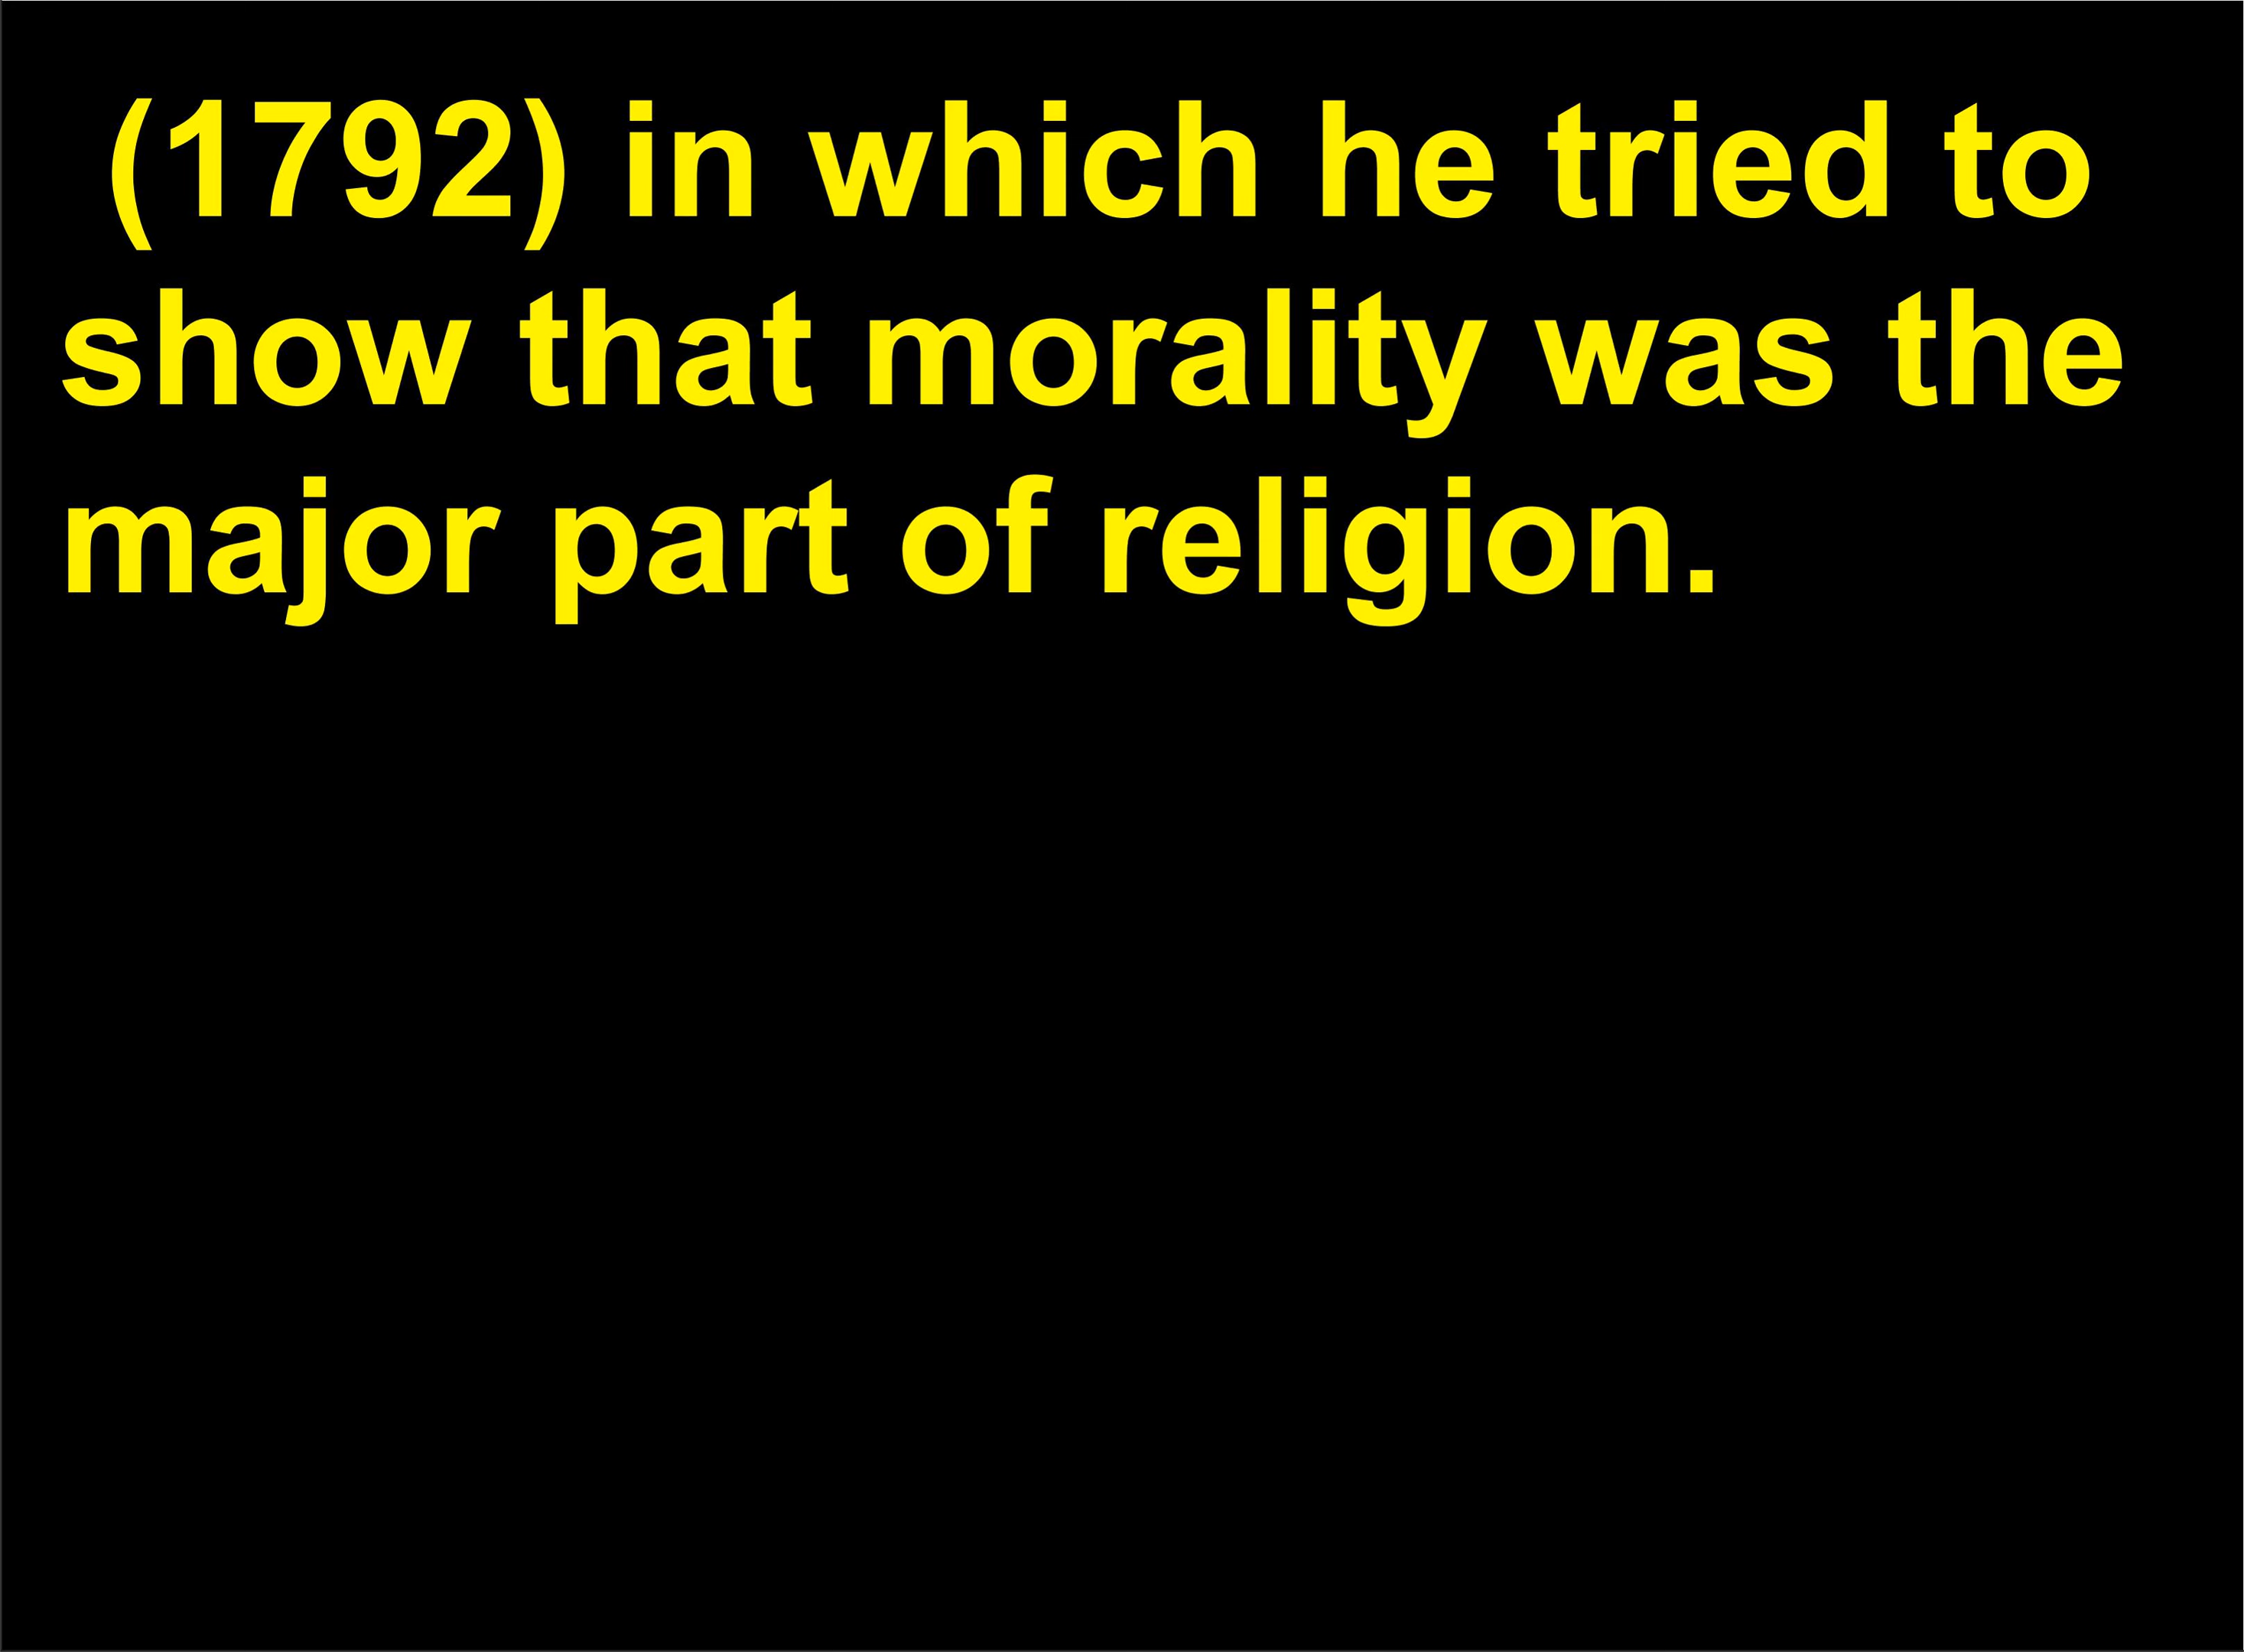 (1792) in which he tried to
show that morality was the
major part of religion.